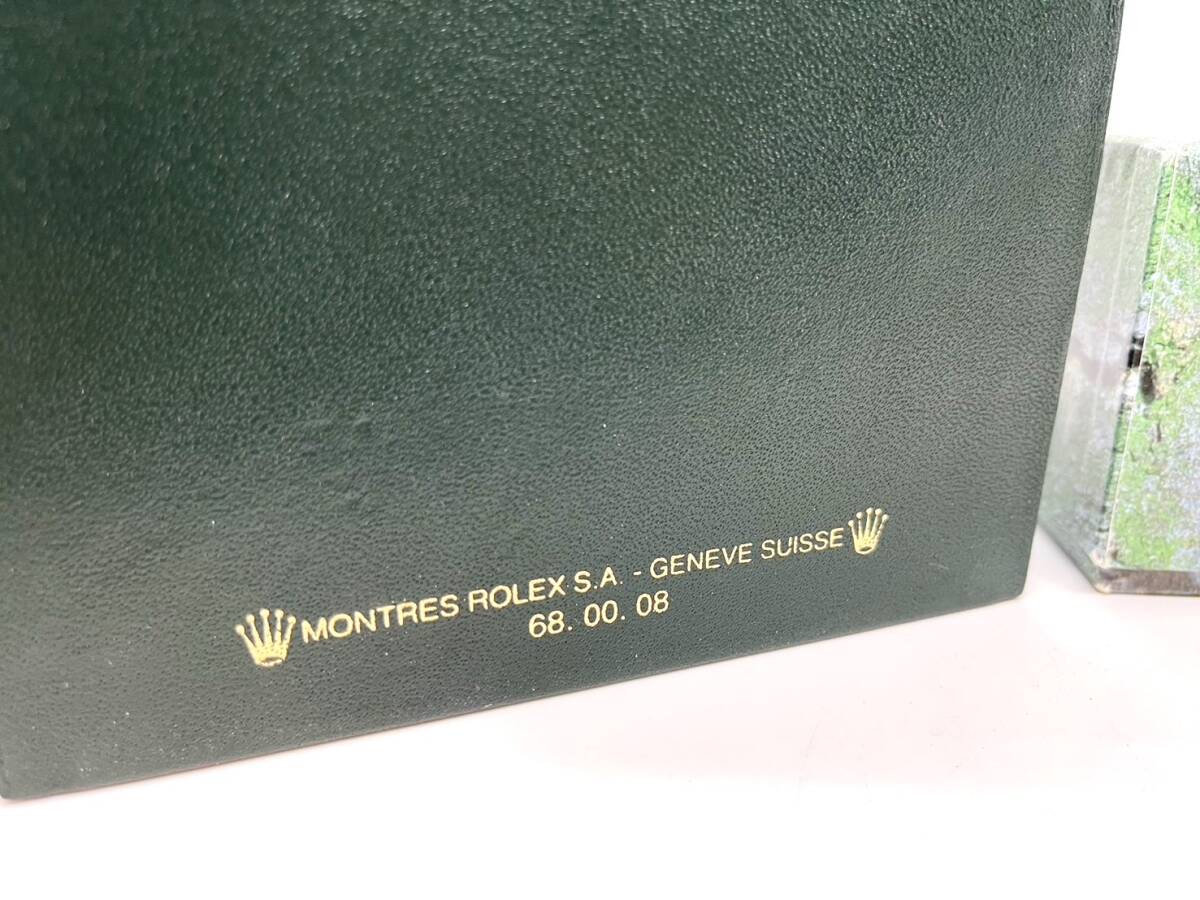 MONTRES ROLEX S.A. - GENEVE SUISSE
68. 00. 08